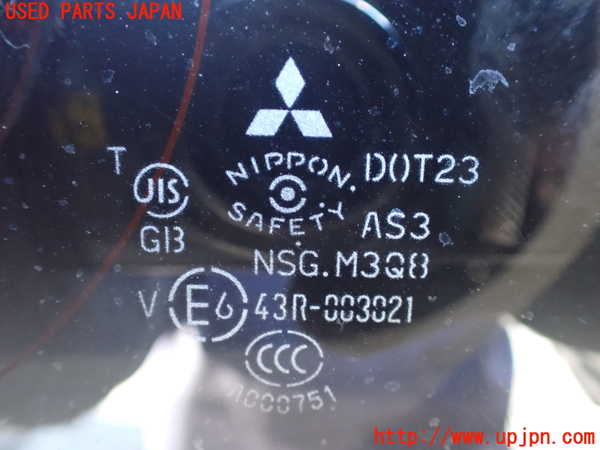 USED PARTS JAPAN
NIPPON. DOT23
T JIS SAFETY AS3
GB
NSG.M3Q8
V E6 43R-003021
CCC
A000751
http://www.upjpn.com/